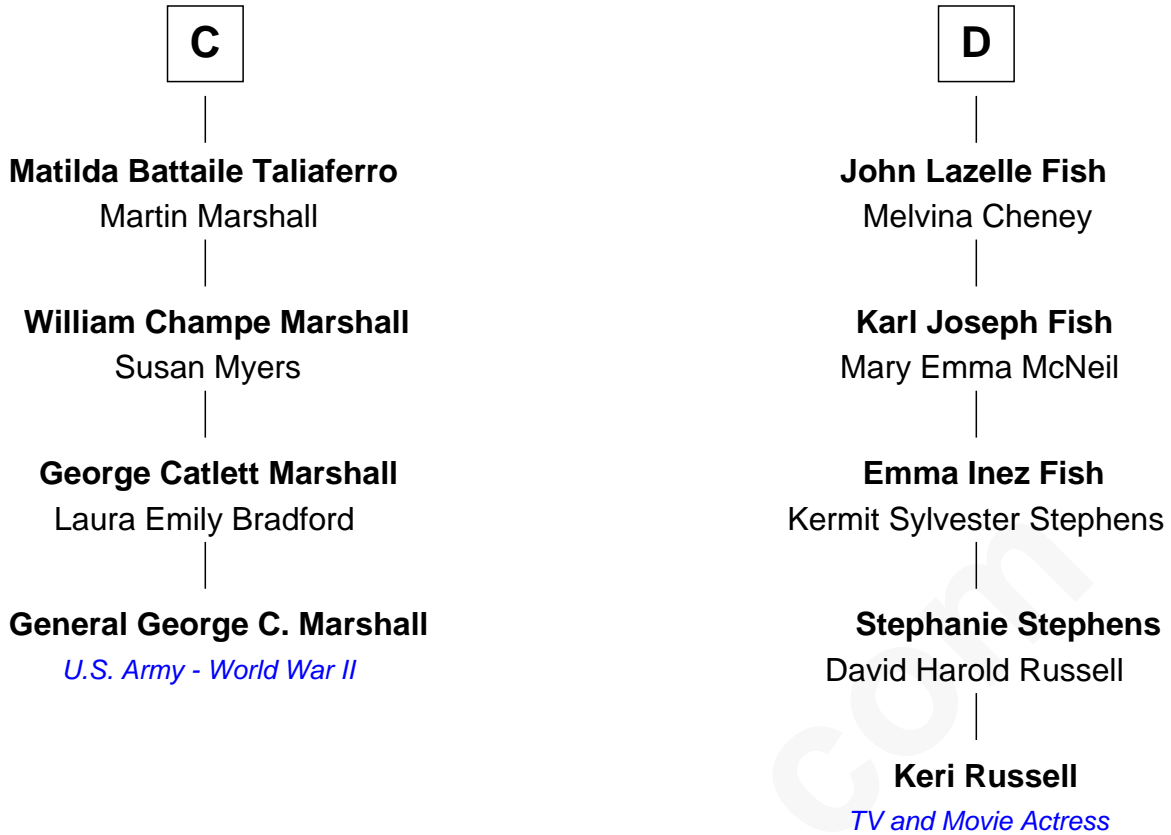 C
Matilda Battaile Taliaferro
Martin Marshall
William Champe Marshall
Susan Myers
George Catlett Marshall
Laura Emily Bradford
General George C. Marshall
U.S. Army - World War II
D
John Lazelle Fish
Melvina Cheney
Karl Joseph Fish
Mary Emma McNeil
Emma Inez Fish
Kermit Sylvester Stephens
Stephanie Stephens
David Harold Russell
Keri Russell
TV and Movie Actress
com